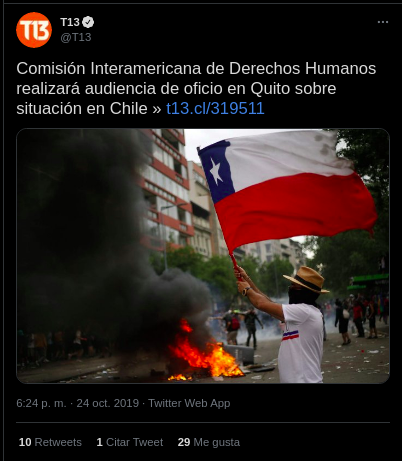 T13
T13
@T13
Comisión Interamericana de Derechos Humanos
realizará audiencia de oficio en Quito sobre
situación en Chile » t13.cl/319511
6:24 p. m. · 24 oct. 2019 · Twitter Web App
10 Retweets 1 Citar Tweet 29 Me gusta